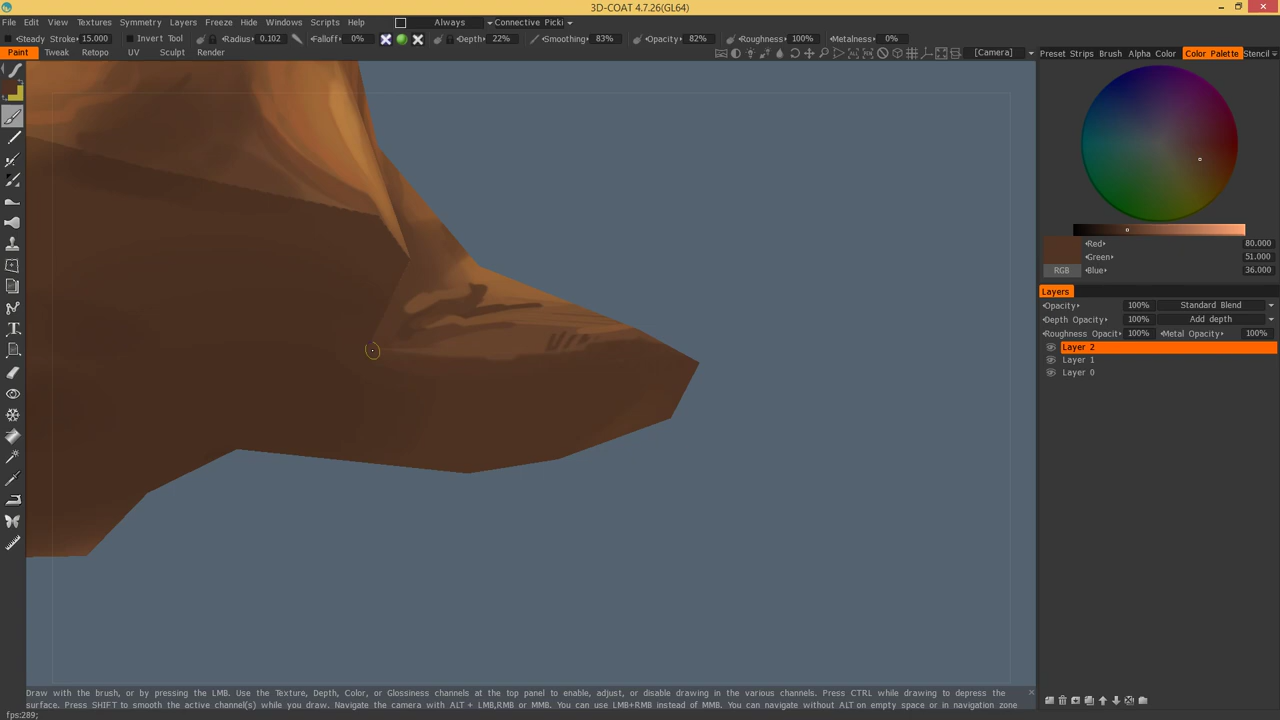 3D-COAT 4.7.26(GL64)
File Edit View Textures Symmetry Layers Freeze Hide Windows Scripts Help Always Connective Picki
Steady Stroke 15.000 Invert Tool Radius 0.102 Falloff 0% Depth 22% Smoothing 83% Opacity 82% Roughness 100% Metalness 0%
Paint Tweak Retopo UV Sculpt Render [Camera] Preset Strips Brush Alpha Color Color Palette Stencil
Red 80.000
Green 51.000
RGB Blue 36.000
Layers
Opacity 100% Standard Blend
Depth Opacity 100% Add depth
Roughness Opacit 100% Metal Opacity 100%
Layer 2
Layer 1
Layer 0
Draw with the brush, or by pressing the LMB. Use the Texture, Depth, Color, or Glossiness channels at the top panel to enable, adjust, or disable drawing in the various channels. Press CTRL while drawing to depress the
surface. Press SHIFT to smooth the active channel(s) while you draw. Navigate the camera with ALT + LMB,RMB or MMB. You can use LMB+RMB instead of MMB. You can navigate without ALT on empty space or in navigation zone
fps:289;